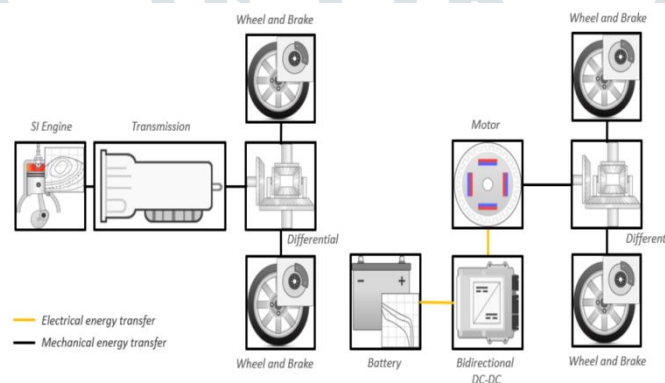 Wheel and Brake
Wheel and Brake
SI Engine
Transmission
Motor
Differential
Different
Electrical energy transfer
Mechanical energy transfer
Wheel and Brake
Battery
Bidirectional
DC-DC
Wheel and Brake